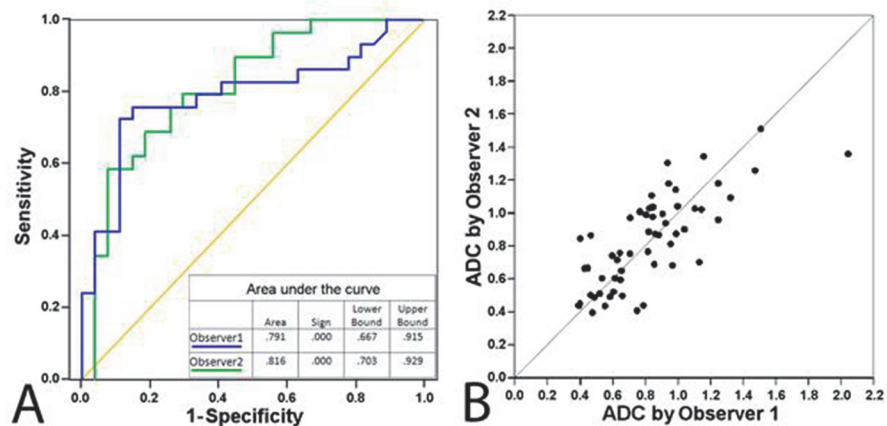 1.0
0.8
0.6
0.4
0.2
0.0
Sensitivity
0.0 0.2 0.4 0.6 0.8 1.0
1-Specificity
Area under the curve
Area Sign Lower Bound Upper Bound
Observer1 .791 .000 .667 .915
Observer2 .816 .000 .703 .929
A
2.2
2.0
1.8
1.6
1.4
1.2
1.0
0.8
0.6
0.4
0.2
0.0
ADC by Observer 2
0.0 0.2 0.4 0.6 0.8 1.0 1.2 1.4 1.6 1.8 2.0 2.2
ADC by Observer 1
B